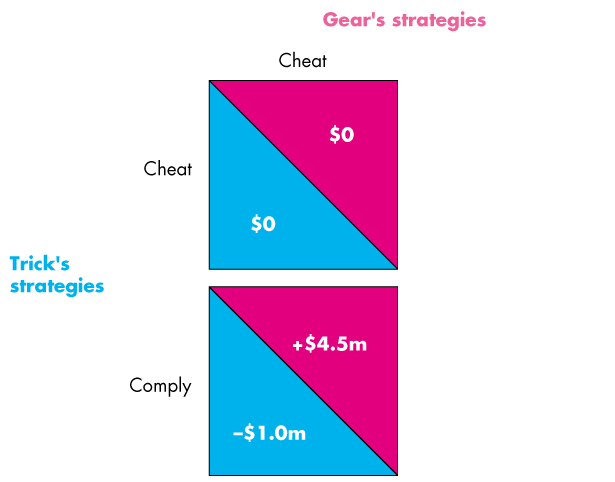 Gear's strategies
Cheat
$0
Cheat
$0
Trick's
strategies
+$4.5m
Comply
–$1.0m